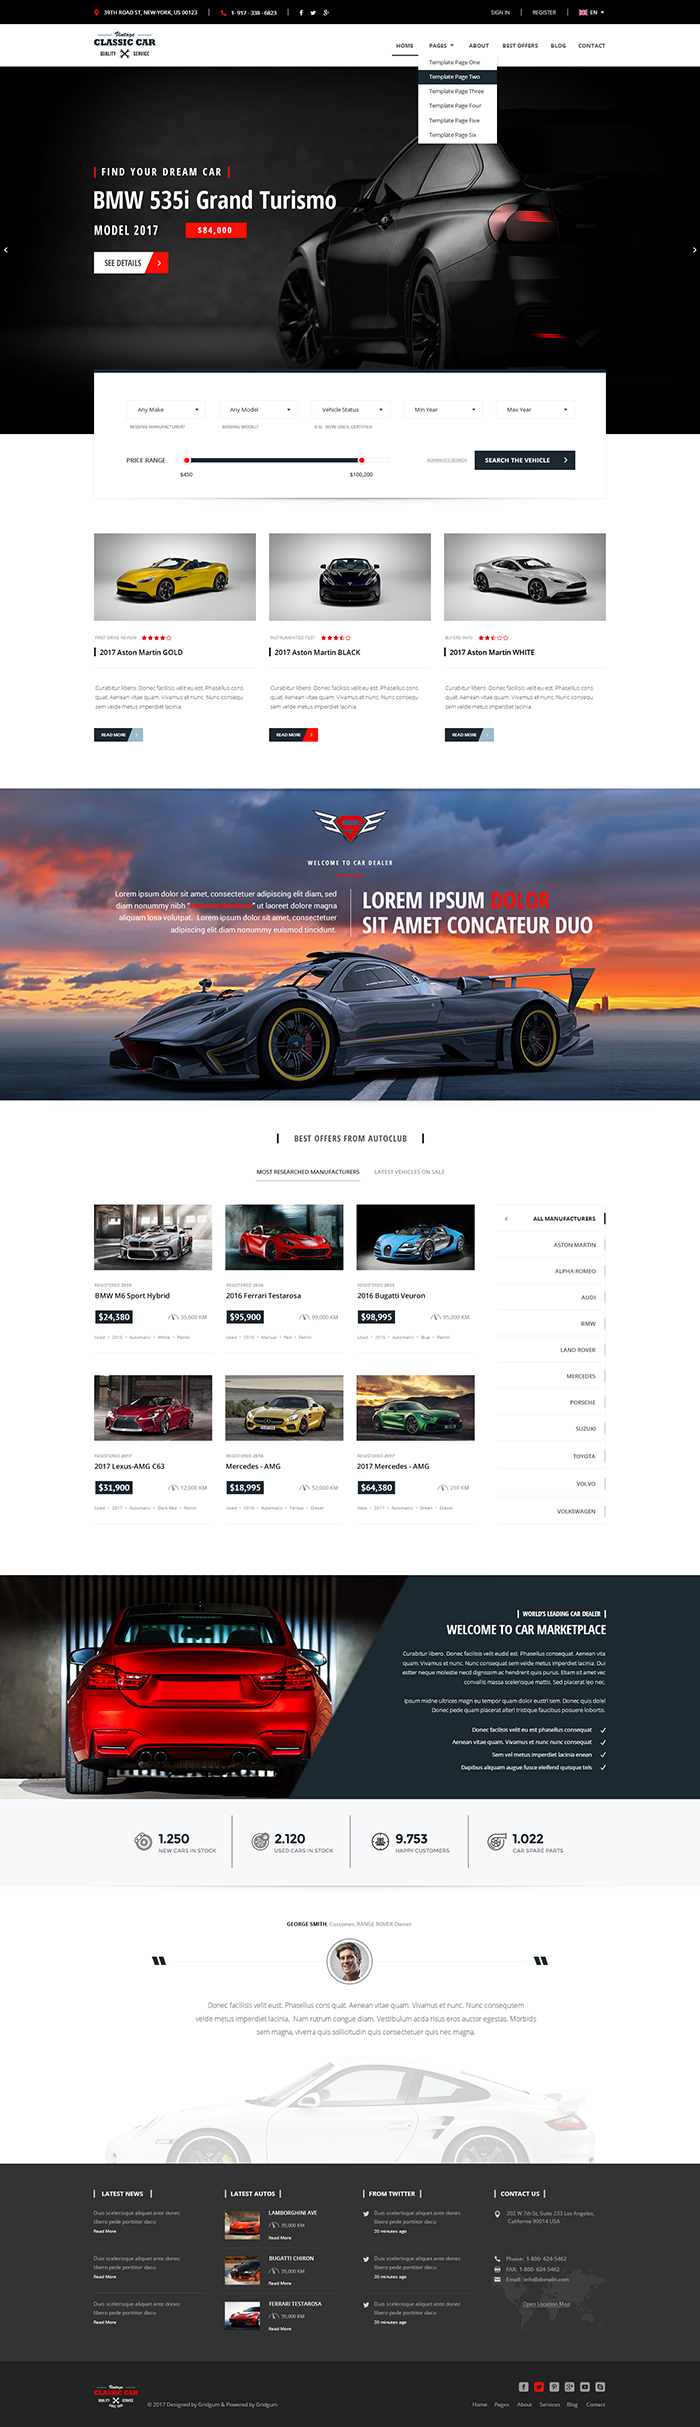 39TH ROAD ST, NEW-YORK, US 00123
1- 917 - 338 - 6823
SIGN IN
REGISTER
EN
Vintage
CLASSIC CAR
QUALITY SERVICE
HOME
PAGES
ABOUT
BEST OFFERS
BLOG
CONTACT
Template Page One
Template Page Two
Template Page Three
Template Page Four
Template Page Five
Template Page Six
FIND YOUR DREAM CAR
BMW 535i Grand Turismo
MODEL 2017
$84,000
SEE DETAILS
Any Make
Any Model
Vehicle Status
Min Year
Max Year
MISSING MANUFACTURER?
MISSING MODEL?
E.G. NEW, USED, CERTIFIED
PRICE RANGE
$450
$100,200
ADVANCED SEARCH
SEARCH THE VEHICLE
FIRST DRIVE REVIEW
2017 Aston Martin GOLD
Curabitur libero. Donec facilisis velit eu est. Phasellus cons
quat. Aenean vitae quam. Vivamus et nunc. Nunc consequ
sem velde metus imperdiet lacinia.
READ MORE
INSTRUMENTED TEST
2017 Aston Martin BLACK
Curabitur libero. Donec facilisis velit eu est. Phasellus cons
quat. Aenean vitae quam. Vivamus et nunc. Nunc consequ
sem velde metus imperdiet lacinia.
READ MORE
BUYERS INFO
2017 Aston Martin WHITE
Curabitur libero. Donec facilisis velit eu est. Phasellus cons
quat. Aenean vitae quam. Vivamus et nunc. Nunc consequ
sem velde metus imperdiet lacinia.
READ MORE
WELCOME TO CAR DEALER
Lorem ipsum dolor sit amet, consectetuer adipiscing elit diam, sed
diam nonummy nibh "euismod tincidunt" ut laoreet dolore magna
aliquam losa volutpat. Lorem ipsum dolor sit amet, consectetuer
adipiscing elit diam nonummy euismod tincidunt.
LOREM IPSUM DOLOR
SIT AMET CONCATEUR DUO
BEST OFFERS FROM AUTOCLUB
MOST RESEARCHED MANUFACTURERS
LATEST VEHICLES ON SALE
REGISTERED 2015
BMW M6 Sport Hybrid
$24,380
35,000 KM
Used • 2015 • Automatic • White • Petrol
REGISTERED 2016
2016 Ferrari Testarosa
$95,900
99,000 KM
Used • 2016 • Manual • Red • Petrol
REGISTERED 2015
2016 Bugatti Veuron
$98,995
95,000 KM
Used • 2015 • Automatic • Blue • Petrol
REGISTERED 2017
2017 Lexus-AMG C63
$31,900
12,000 KM
Used • 2017 • Automatic • Dark Red • Petrol
REGISTERED 2016
Mercedes - AMG
$18,995
52,000 KM
Used • 2016 • Automatic • Yellow • Diesel
REGISTERED 2017
2017 Mercedes - AMG
$64,380
210 KM
New • 2017 • Automatic • Green • Diesel
ALL MANUFACTURERS
ASTON MARTIN
ALPHA ROMEO
AUDI
BMW
LAND ROVER
MERCEDES
PORSCHE
SUZUKI
TOYOTA
VOLVO
VOLKSWAGEN
WORLD'S LEADING CAR DEALER
WELCOME TO CAR MARKETPLACE
Curabitur libero. Donec facilisis velit eudsl est. Phasellus consequat. Aenean vita
quam. Vivamus et nunc. Nunc consequat sem velde metus imperdiet lacinia. Dui
estter neque molestie necd dignissim ac hendrerit quis purus. Etiam sit amet vec
convallis massa scelerisque mattis. Sed placerat leo nec.
Ipsum midne ultrices magn eu tempor quam dolor eustrl sem. Donec quis dolel
Donec pede quam placerat alterl tristique faucibus posuere lobortis.
Donec facilisis velit eu est phasellus consequat
Aenean vitae quam. Vivamus et nunc nunc consequat
Sem vel metus imperdiet lacinia enean
Dapibus aliquam augue fusce eleifend quisque tels
1.250
NEW CARS IN STOCK
2.120
USED CARS IN STOCK
9.753
HAPPY CUSTOMERS
1.022
CAR SPARE PARTS
GEORGE SMITH, Customer, RANGE ROVER Owner
Donec facilisis velit eust. Phasellus cons quat. Aenean vitae quam. Vivamus et nunc. Nunc consequsem
velde metus imperdiet lacinia. Nam rutrum congue diam. Vestibulum acda risus eros auctor egestas. Morbids
sem magna, viverra quis sollicitudin quis consectetuer quis nec magna.
LATEST NEWS
Duis scelerisque aliquet ante donec
libero pede porttitor dacu
Read More
Duis scelerisque aliquet ante donec
libero pede porttitor dacu
Read More
Duis scelerisque aliquet ante donec
libero pede porttitor dacu
Read More
LATEST AUTOS
LAMBORGHINI AVE
35,000 KM
Read More
BUGATTI CHIRON
35,000 KM
Read More
FERRARI TESTAROSA
35,000 KM
Read More
FROM TWITTER
Duis scelerisque aliquet ante donec
libero pede porttitor dacu
20 minutes ago
Duis scelerisque aliquet ante donec
libero pede porttitor dacu
20 minutes ago
Duis scelerisque aliquet ante donec
libero pede porttitor dacu
20 minutes ago
CONTACT US
202 W 7th St, Suite 233 Los Angeles,
California 90014 USA
Phone: 1-800- 624-5462
FAX: 1-800- 624-5462
Email: info@domain.com
Open Location Map
Vintage
CLASSIC CAR
QUALITY SERVICE
© 2017 Designed by Gridgum & Powered by Gridgum
Home
Pages
About
Services
Blog
Contact